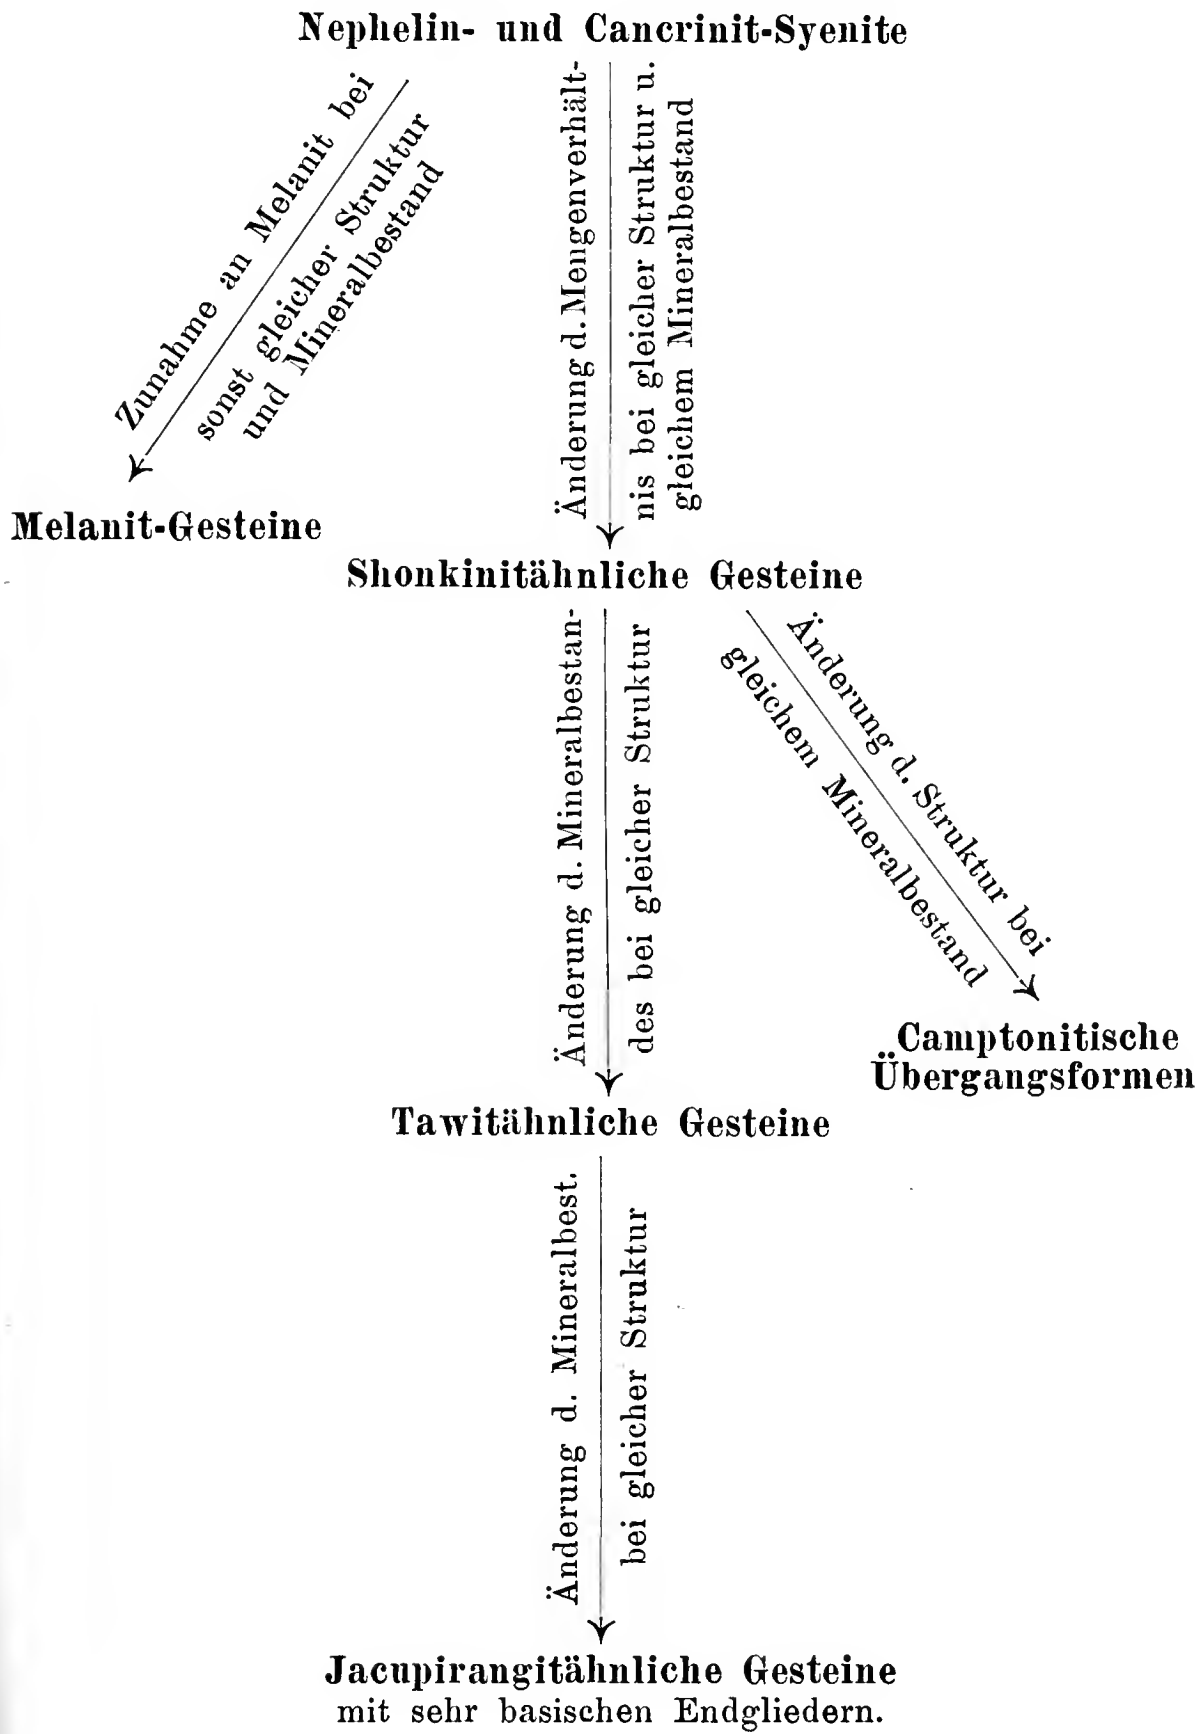 Nephelin- und Cancrinit-Syenite
Zunahme an Melanit bei
sonst gleicher Struktur
und Mineralbestand
Änderung d. Mengenverhält-
nis bei gleicher Struktur u.
gleichem Mineralbestand
Melanit-Gesteine
Shonkinitähnliche Gesteine
Änderung d. Mineralbestan-
des bei gleicher Struktur
Änderung d. Struktur bei
gleichem Mineralbestand
Camptonitische
Übergangsformen
Tawitähnliche Gesteine
Änderung d. Mineralbest.
bei gleicher Struktur
Jacupirangitähnliche Gesteine
mit sehr basischen Endgliedern.